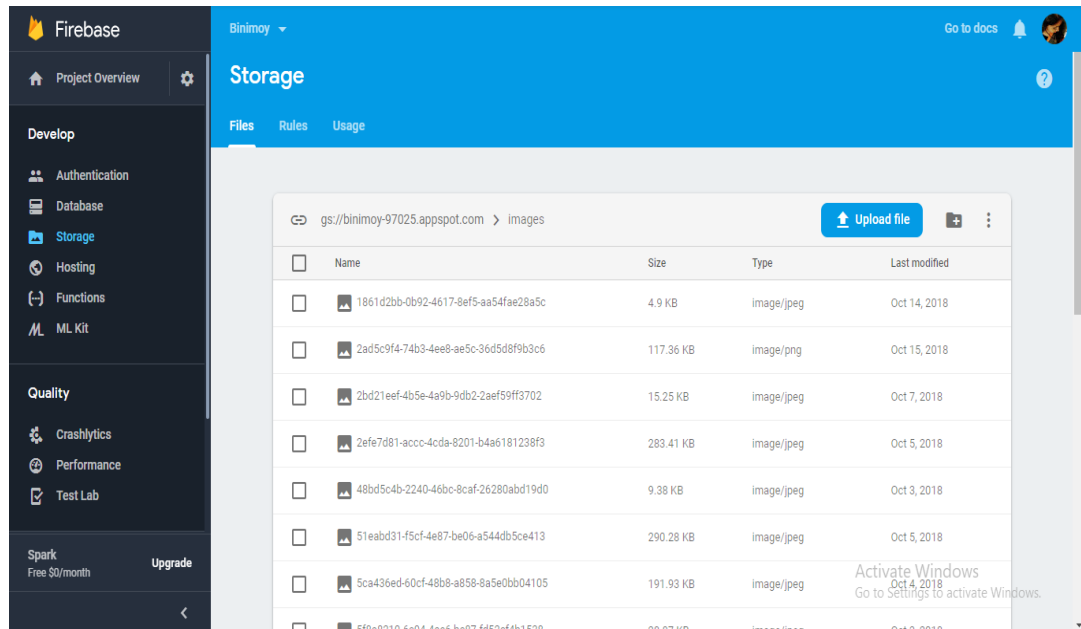 Firebase
Binimoy
Go to docs
Project Overview
Storage
Files Rules Usage
Develop
Authentication
Database
Storage
Hosting
Functions
ML Kit
Quality
Crashlytics
Performance
Test Lab
Spark
Free $0/month
Upgrade
gs://binimoy-97025.appspot.com > images
Upload file
Name Size Type Last modified
1861d2bb-0b92-4617-8ef5-aa54fae28a5c 4.9 KB image/jpeg Oct 14, 2018
2ad5c9f4-74b3-4ee8-ae5c-36d5d8f9b3c6 117.36 KB image/png Oct 15, 2018
2bd21eef-4b5e-4a9b-9db2-2aef59ff3702 15.25 KB image/jpeg Oct 7, 2018
2efe7d81-accc-4cda-8201-b4a6181238f3 283.41 KB image/jpeg Oct 5, 2018
48bd5c4b-2240-46bc-8caf-26280abd19d0 9.38 KB image/jpeg Oct 3, 2018
51eabd31-f5cf-4e87-be06-a544db5ce413 290.28 KB image/jpeg Oct 5, 2018
5ca436ed-60cf-48b8-a858-8a5e0bb04105 191.93 KB image/jpeg Oct 4, 2018
Activate Windows
Go to Settings to activate Windows.